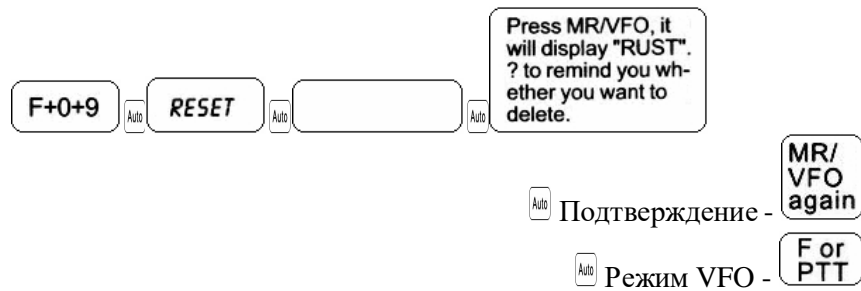 Press MR/VFO, it
will display "RUST".
? to remind you wh-
ether you want to
delete.
F+0+9 Auto RESET Auto Auto
MR/
VFO
again
Auto Подтверждение -
F or
PTT
Auto Режим VFO -